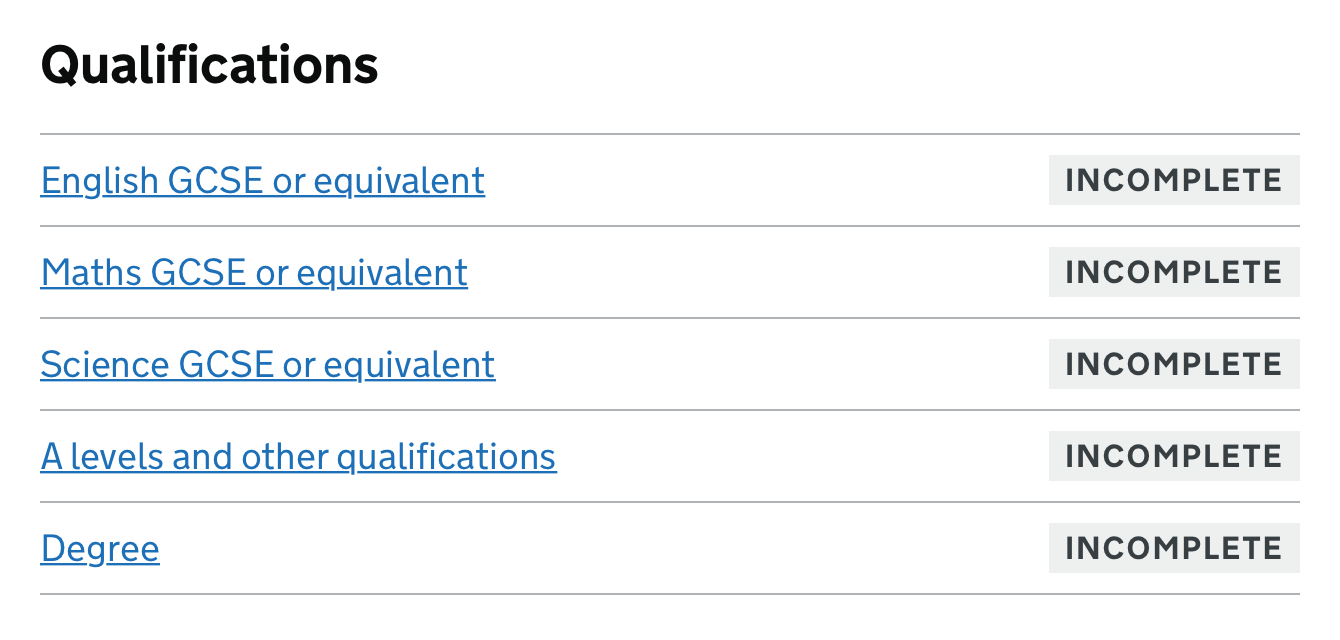 Qualifications
English GCSE or equivalent INCOMPLETE
Maths GCSE or equivalent INCOMPLETE
Science GCSE or equivalent INCOMPLETE
A levels and other qualifications INCOMPLETE
Degree INCOMPLETE